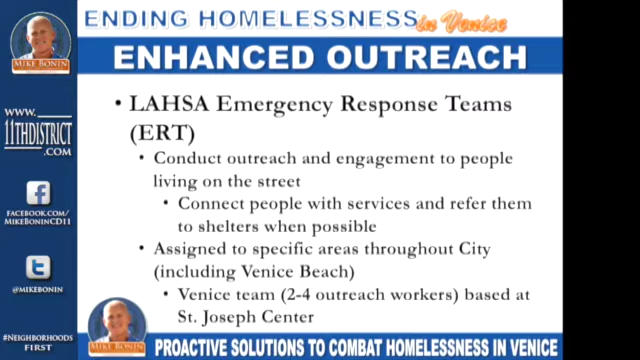 ENDING HOMELESSNESS in Venice
ENHANCED OUTREACH
MIKE BONIN
WWW.
11THDISTRICT
.COM
FACEBOOK.COM/
MIKEBONINCD11
@MIKEBONIN
#NEIGHBORHOODS
FIRST
• LAHSA Emergency Response Teams
(ERT)
• Conduct outreach and engagement to people
living on the street
• Connect people with services and refer them
to shelters when possible
• Assigned to specific areas throughout City
(including Venice Beach)
• Venice team (2-4 outreach workers) based at
St. Joseph Center
MIKE BONIN
PROACTIVE SOLUTIONS TO COMBAT HOMELESSNESS IN VENICE